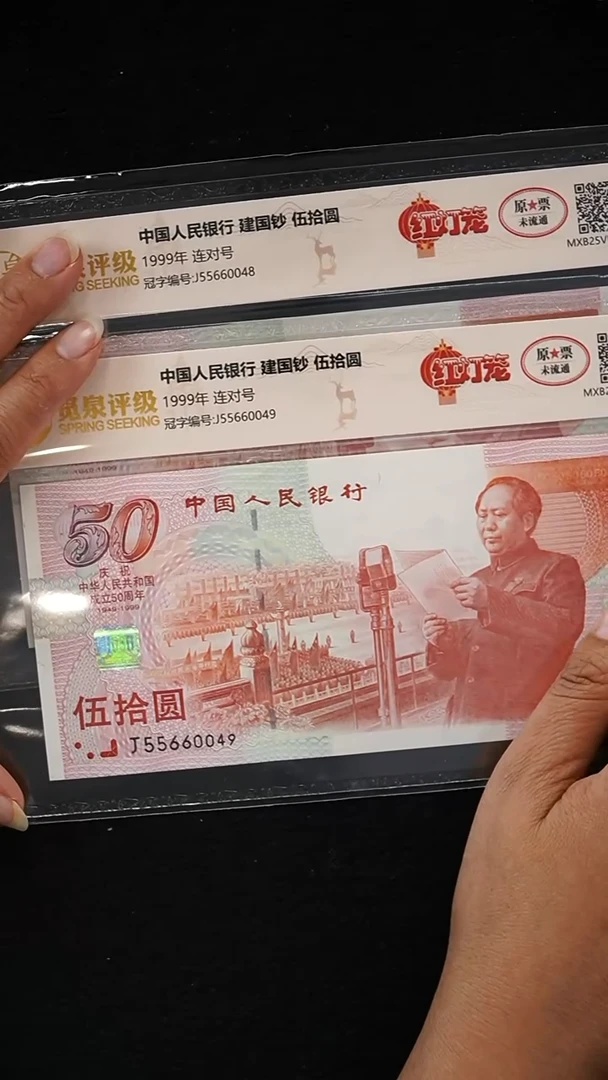 中国人民银行 建国钞 伍拾圆
1999年 连对号
冠字编号:J55660048
评级
SPRING SEEKING
红灯笼
原★票
未流通
MXB25V
中国人民银行 建国钞 伍拾圆
1999年 连对号
冠字编号:J55660049
觅泉评级
SPRING SEEKING
红灯笼
原★票
未流通
MXB2
1949-1999
50
中国人民银行
庆祝
中华人民共和国
成立50周年
1949-1999
伍拾圆
J55660049